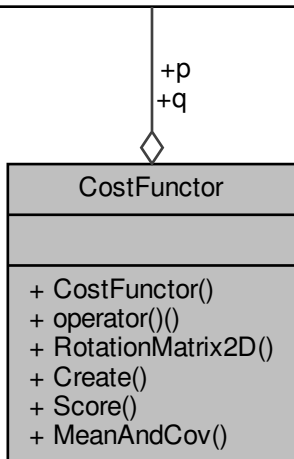 +p
+q
CostFunctor
+ CostFunctor()
+ operator()()
+ RotationMatrix2D()
+ Create()
+ Score()
+ MeanAndCov()